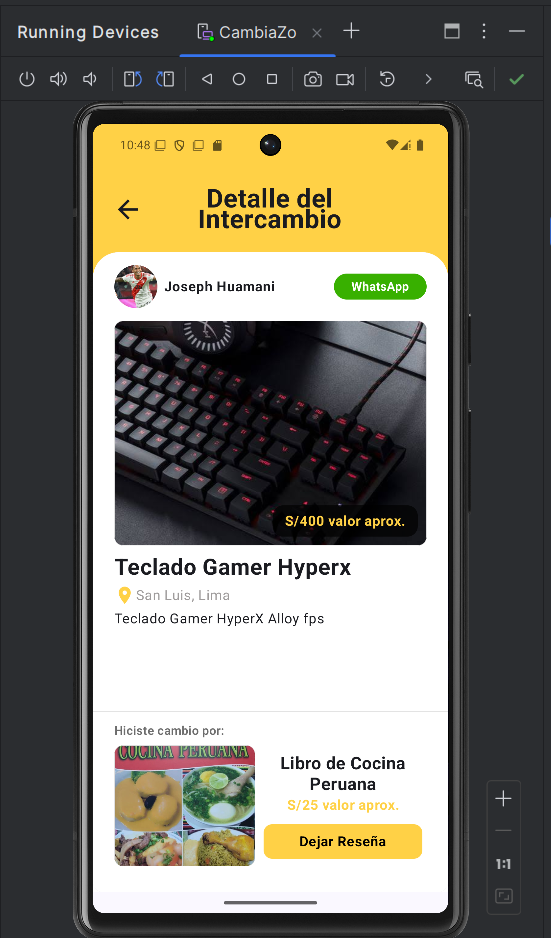 Running Devices
CambiaZo
10:48
Detalle del
Intercambio
Joseph Huamani
WhatsApp
S/400 valor aprox.
Teclado Gamer Hyperx
San Luis, Lima
Teclado Gamer HyperX Alloy fps
Hiciste cambio por:
COCINA PERUANA
Libro de Cocina
Peruana
S/25 valor aprox.
Dejar Reseña
1:1